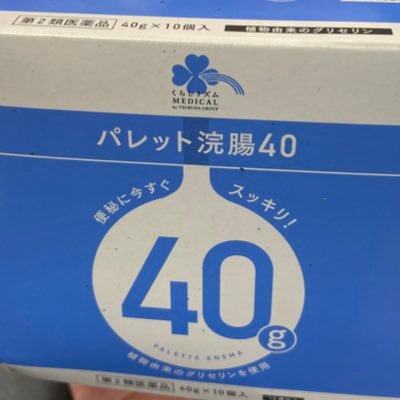 第2類医薬品 40g×10個入 植物由来のグリセリン
くらしリズム
MEDICAL
by TSURUHA GROUP
パレット浣腸40
便秘に今すぐ スッキリ!
40g
PALETTE ENEMA
植物由来のグリセリンを使用
第2類医薬品 40g×10個入